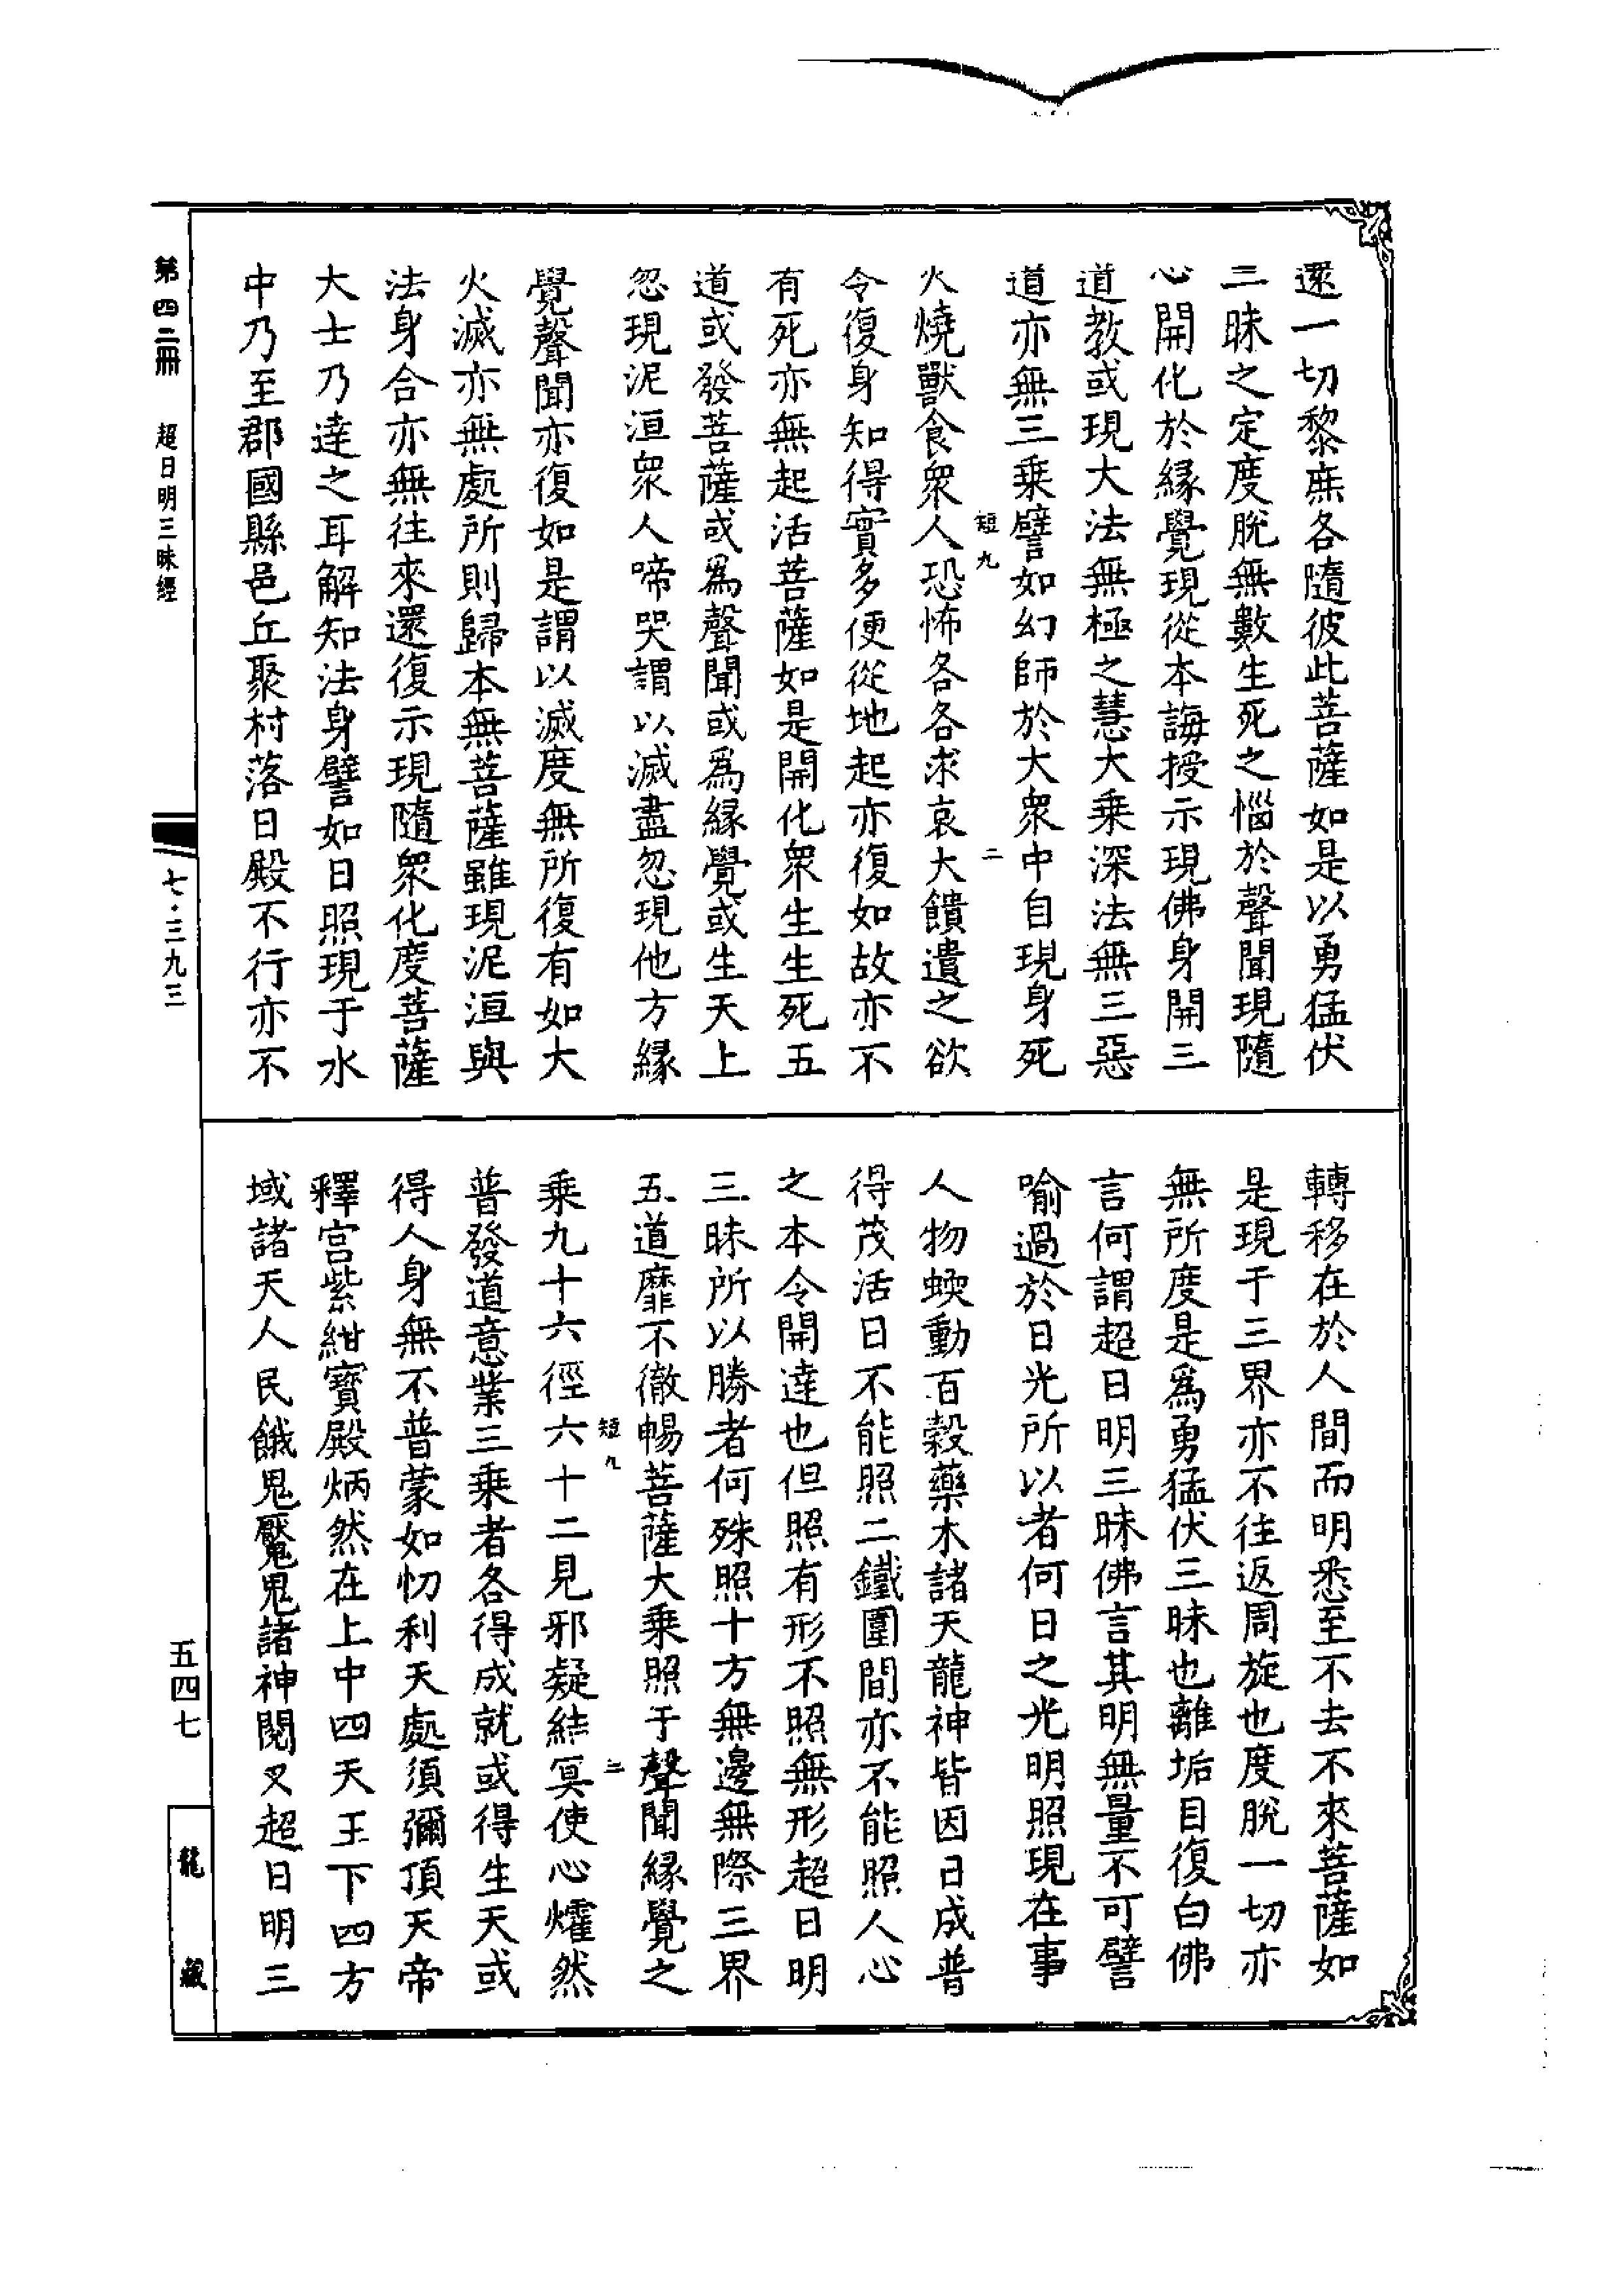 還一切黎庶各隨彼此菩薩如是以勇猛伏
三昧之定度脫無數生死之惱於聲聞現隨
心開化於緣覺現從本誨授示現佛身開三
道教或現大法無極之慧大乘深法無三惡
道亦無三乘譬如幻師於大眾中自現身死
短九 二
火燒獸食眾人恐怖各各求哀大饋遺之欲
令復身知得寶多便從地起亦復如故亦不
有死亦無起活菩薩如是開化眾生生死五
道或發菩薩或為聲聞或為緣覺或生天上
忽現泥洹眾人啼哭謂以滅盡忽現他方緣
覺聲聞亦復如是謂以滅度無所復有如大
火滅亦無處所則歸本無菩薩雖現泥洹與
法身合亦無往來還復示現隨眾化度菩薩
大士乃達之耳解知法身譬如日照現于水
中乃至郡國縣邑丘聚村落日殿不行亦不
轉移在於人間而明悉至不去不來菩薩如
是現于三界亦不往返周旋也度脫一切亦
無所度是為勇猛伏三昧也離垢目復白佛
言何謂超日明三昧佛言其明無量不可譬
喻過於日光所以者何日之光明照現在事
人物蝡動百穀藥木諸天龍神皆因日成普
得茂活日不能照二鐵圍間亦不能照人心
之本令開達也但照有形不照無形超日明
三昧所以勝者何殊照十方無邊無際三界
五道靡不徹暢菩薩大乘照于聲聞緣覺之
短九 三
乘九十六徑六十二見邪疑結冥使心燿然
普發道意業三乘者各得成就或得生天或
得人身無不普蒙如忉利天處須彌頂天帝
釋宮紫紺寶殿炳然在上中四天王下四方
域諸天人民餓鬼魘鬼諸神閱叉超日明三
第四二冊 超日明三昧經
七·三九三
五四七
龍藏